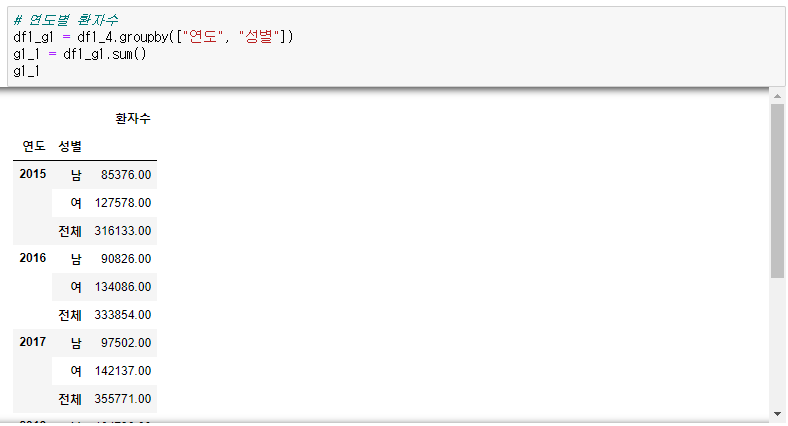 # 연도별 환자수
df1_g1 = df1_4.groupby(["연도", "성별"])
g1_1 = df1_g1.sum()
g1_1
환자수
연도 성별
2015 남 85376.00
여 127578.00
전체 316133.00
2016 남 90826.00
여 134086.00
전체 333854.00
2017 남 97502.00
여 142137.00
전체 355771.00